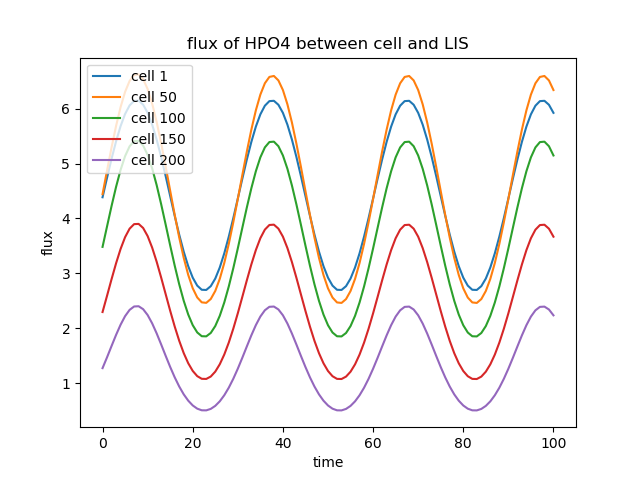 flux of HPO4 between cell and LIS
cell 1
cell 50
cell 100
cell 150
cell 200
flux
6
5
4
3
2
1
0 20 40 60 80 100
time